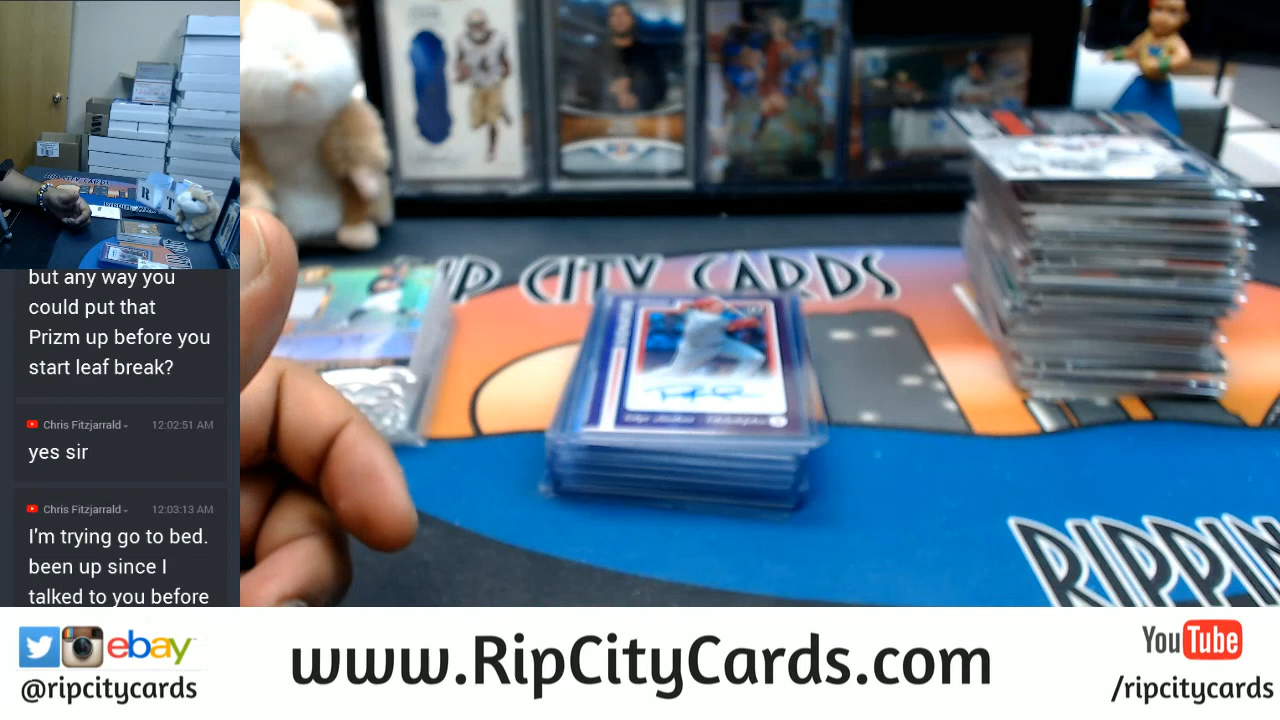 but any way you
could put that
Prizm up before you
start leaf break?
Chris Fitzjarrald
12:02:51 AM
yes sir
Chris Fitzjarrald
12:03:13 AM
I'm trying go to bed.
been up since I
talked to you before
RIP CITY CARDS
RIPPIN
ebay
@ripcitycards
www.RipCityCards.com
YouTube
/ripcitycards